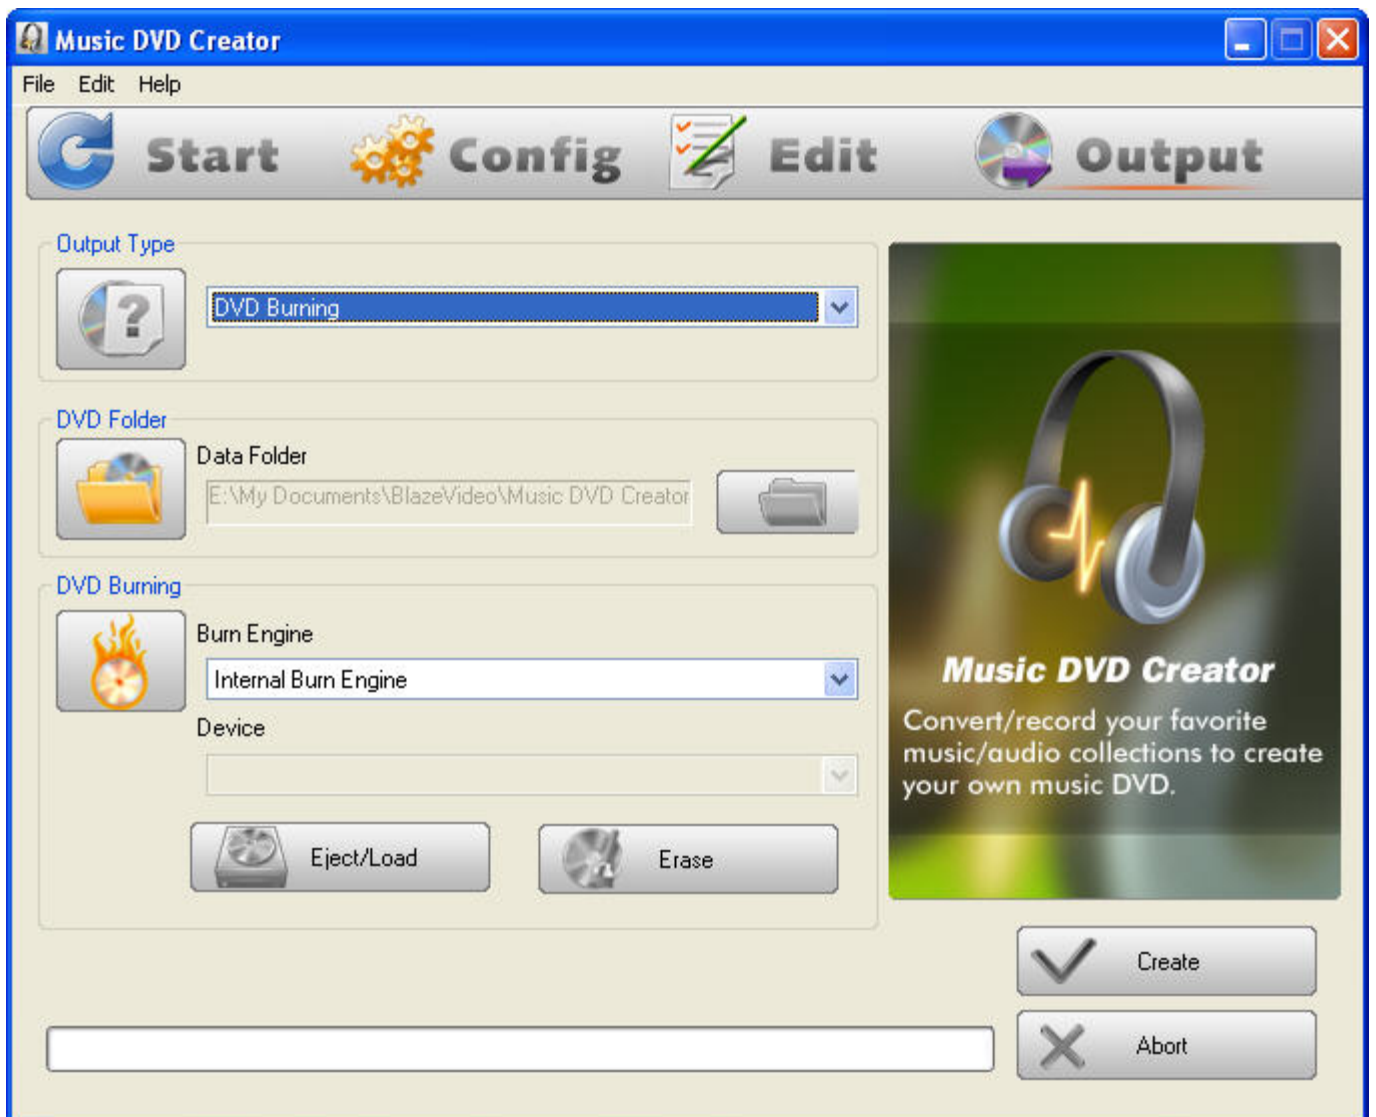 Music DVD Creator
File Edit Help
Start Config Edit Output
Output Type
?
DVD Burning
DVD Folder
Data Folder
E:\My Documents\BlazeVideo\Music DVD Creator
DVD Burning
Burn Engine
Internal Burn Engine
Device
Eject/Load Erase
Music DVD Creator
Convert/record your favorite
music/audio collections to create
your own music DVD.
Create
Abort